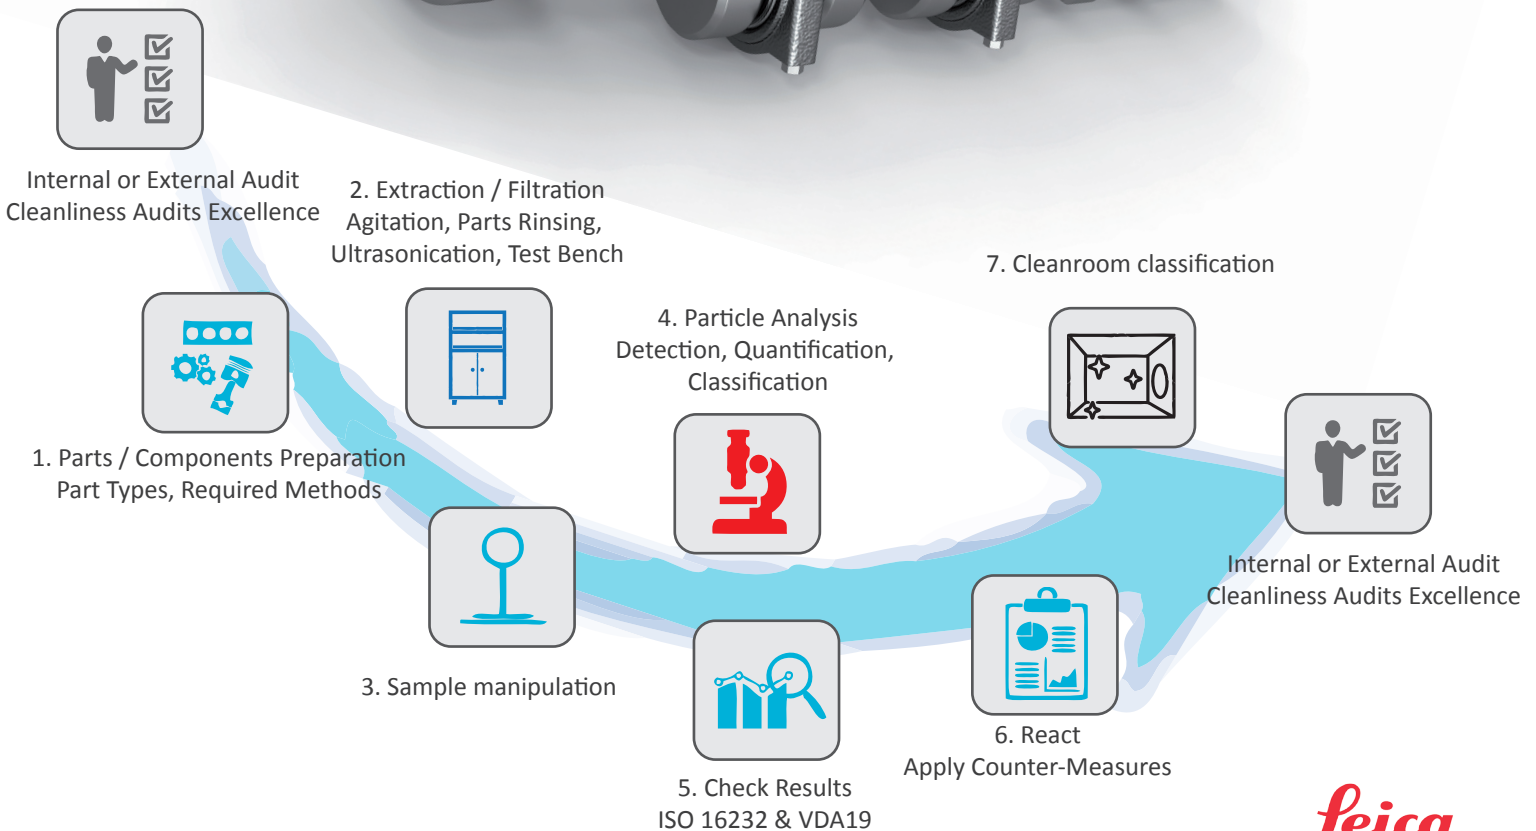 Internal or External Audit
Cleanliness Audits Excellence
2. Extraction / Filtration
Agitation, Parts Rinsing,
Ultrasonication, Test Bench
7. Cleanroom classification
4. Particle Analysis
Detection, Quantification,
Classification
1. Parts / Components Preparation
Part Types, Required Methods
Internal or External Audit
Cleanliness Audits Excellence
3. Sample manipulation
6. React
Apply Counter-Measures
5. Check Results
ISO 16232 & VDA19
Leica